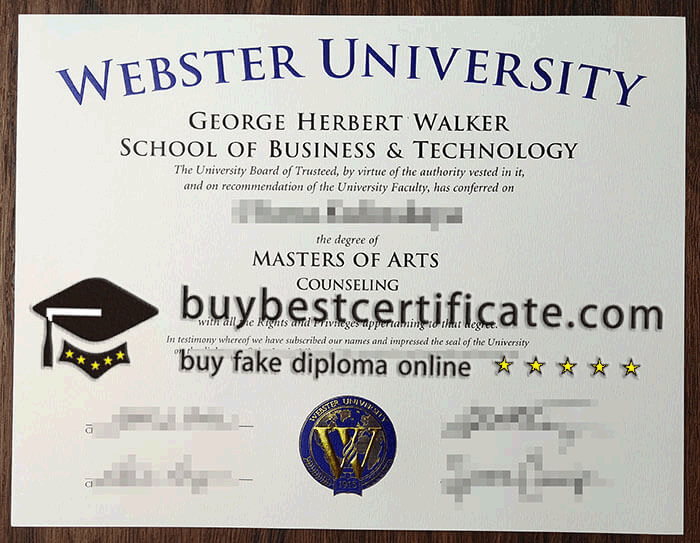 WEBSTER UNIVERSITY
GEORGE HERBERT WALKER
SCHOOL OF BUSINESS & TECHNOLOGY
The University Board of Trusteed, by virtue of the authority vested in it,
and on recommendation of the University Faculty, has conferred on
the degree of
MASTERS OF ARTS
COUNSELING
buybestcertificate.com
with all the Rights and Privileges appertaining to that degree.
In testimony whereof we have subscribed our names and impressed the seal of the University
buy fake diploma online
WEBSTER UNIVERSITY
W
1915